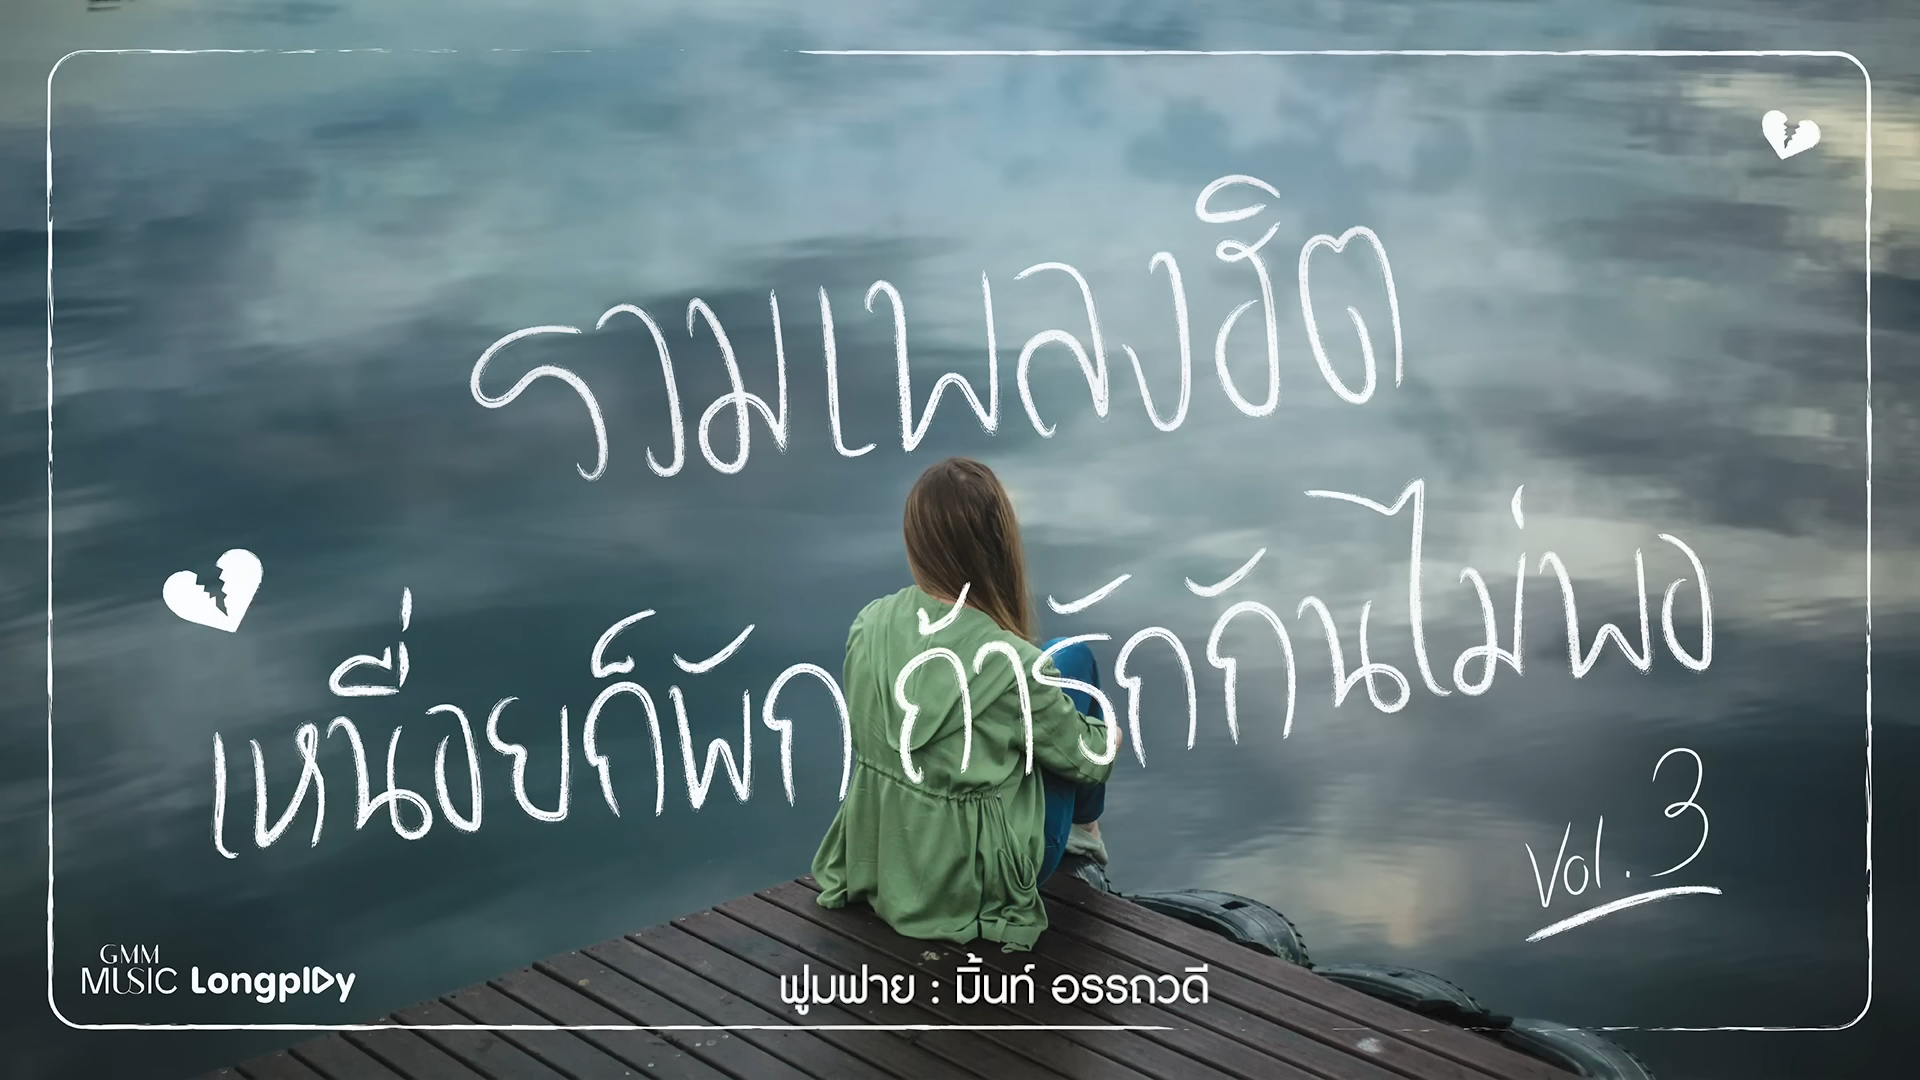 รวมเพลงฮิต
เหนื่อยก็พัก ถ้ารักกันไม่พอ
Vol. 3
GMM
MUSIC Longplay
ฟูมฟาย : มิ้นท์ อรรถวดี